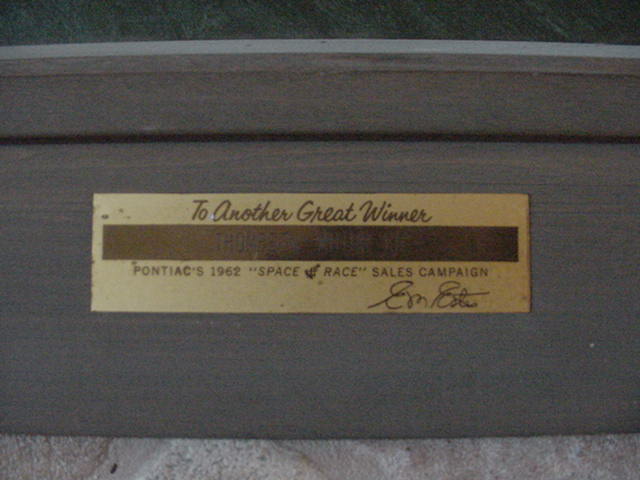 To Another Great Winner
PONTIAC'S 1962 "SPACE RACE" SALES CAMPAIGN